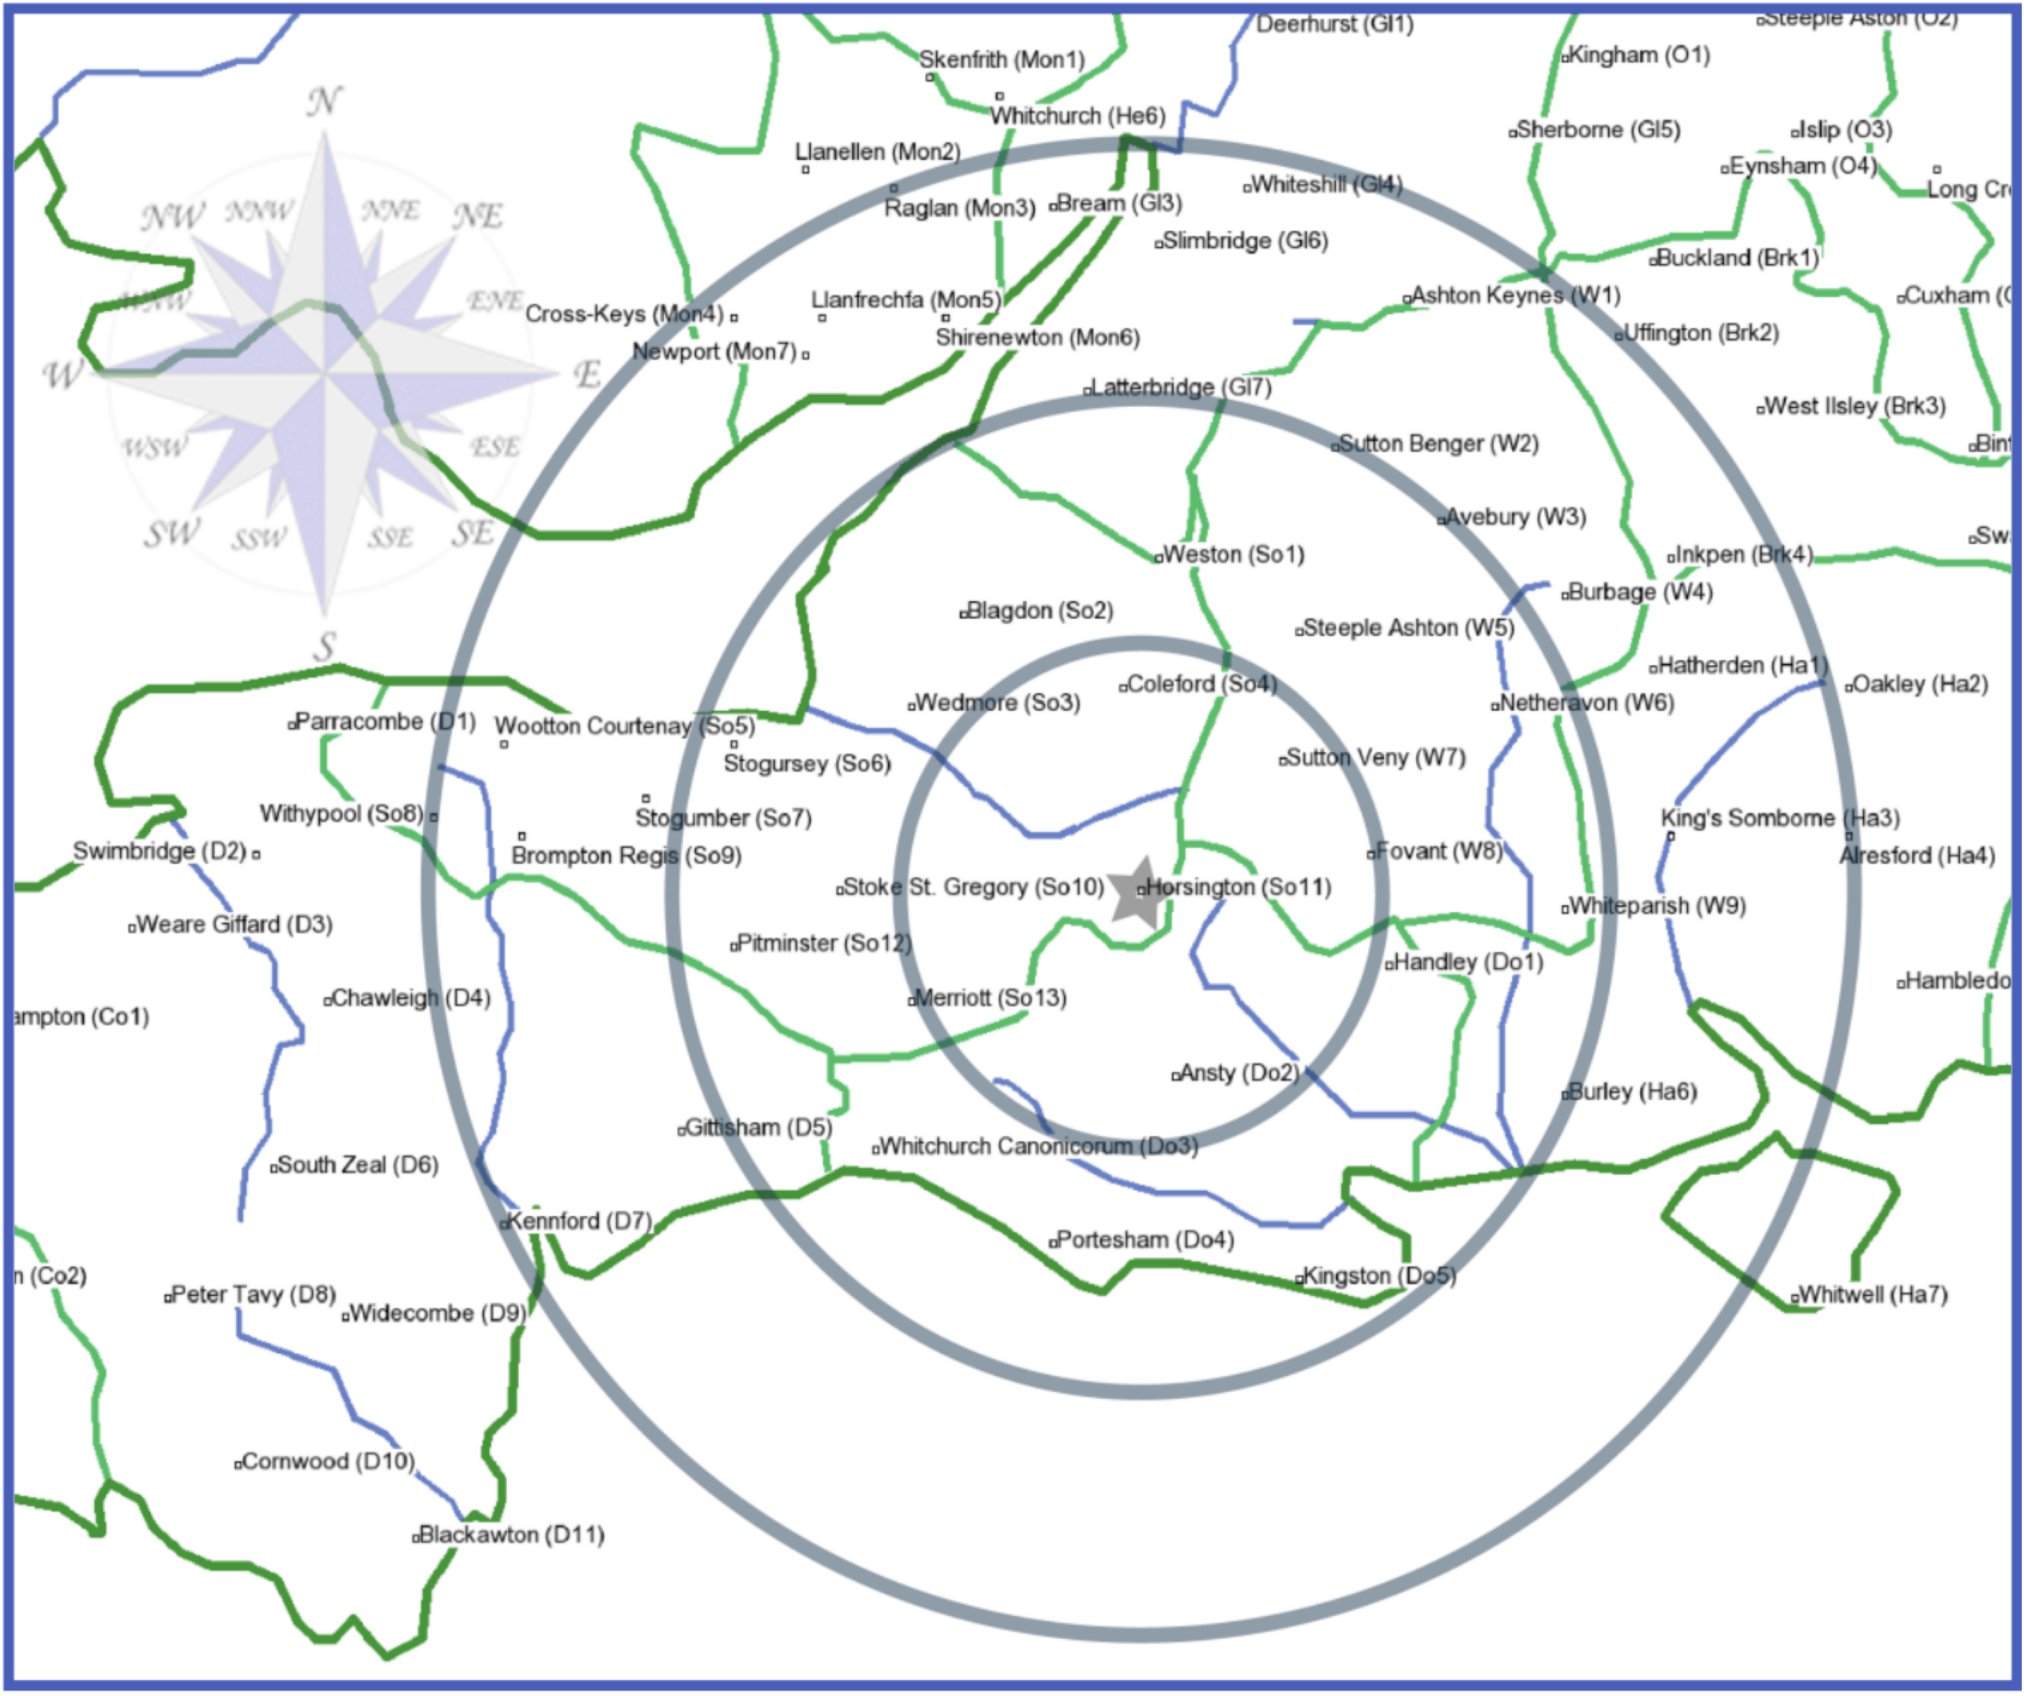 Deerhurst (Gl1)
Steeple Aston (O2)
Skenfrith (Mon1)
Kingham (O1)
Whitchurch (He6)
Sherborne (Gl5)
Islip (O3)
Llanellen (Mon2)
Eynsham (O4)
Whiteshill (Gl4)
Long Cr
Raglan (Mon3)
Bream (Gl3)
Slimbridge (Gl6)
Buckland (Brk1)
Llanfrechfa (Mon5)
Ashton Keynes (W1)
Cuxham (
Cross-Keys (Mon4)
Shirenewton (Mon6)
Uffington (Brk2)
Newport (Mon7)
Latterbridge (Gl7)
West Ilsley (Brk3)
Sutton Benger (W2)
Bin
Avebury (W3)
Sw
Weston (So1)
Inkpen (Brk4)
Burbage (W4)
Blagdon (So2)
Steeple Ashton (W5)
Hatherden (Ha1)
Coleford (So4)
Oakley (Ha2)
Wedmore (So3)
Netheravon (W6)
Parracombe (D1)
Wootton Courtenay (So5)
Stogursey (So6)
Sutton Veny (W7)
Withypool (So8)
Stogumber (So7)
King's Somborne (Ha3)
Swimbridge (D2)
Brompton Regis (So9)
Fovant (W8)
Alresford (Ha4)
Stoke St. Gregory (So10)
Horsington (So11)
Whiteparish (W9)
Weare Giffard (D3)
Pitminster (So12)
Handley (Do1)
Hambledo
Chawleigh (D4)
Merriott (So13)
ampton (Co1)
Ansty (Do2)
Burley (Ha6)
Gittisham (D5)
Whitchurch Canonicorum (Do3)
South Zeal (D6)
Kennford (D7)
Portesham (Do4)
n (Co2)
Kingston (Do5)
Peter Tavy (D8)
Widecombe (D9)
Whitwell (Ha7)
Cornwood (D10)
Blackawton (D11)
N
NNE
NE
ENE
E
ESE
SE
SSE
S
SSW
SW
WSW
W
WNW
NW
NNW